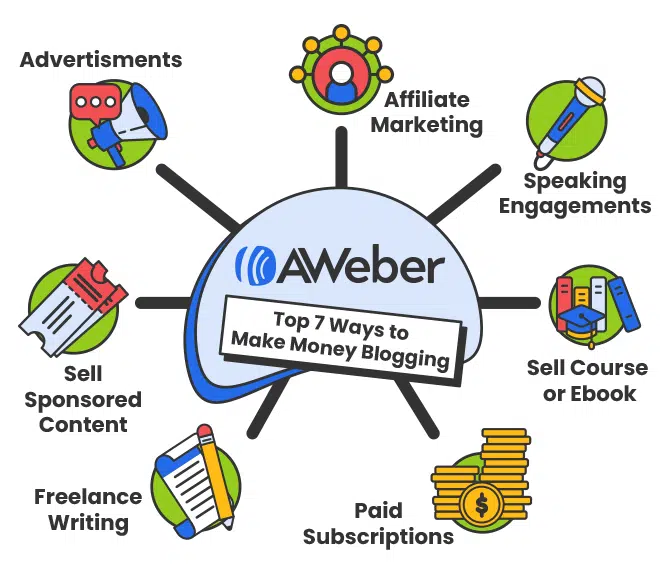 Advertisments
Affiliate
Marketing
Speaking
Engagements
AWeber
Top 7 Ways to
Make Money Blogging
Sell
Sponsored
Content
Sell Course
or Ebook
Freelance
Writing
Paid
Subscriptions
$